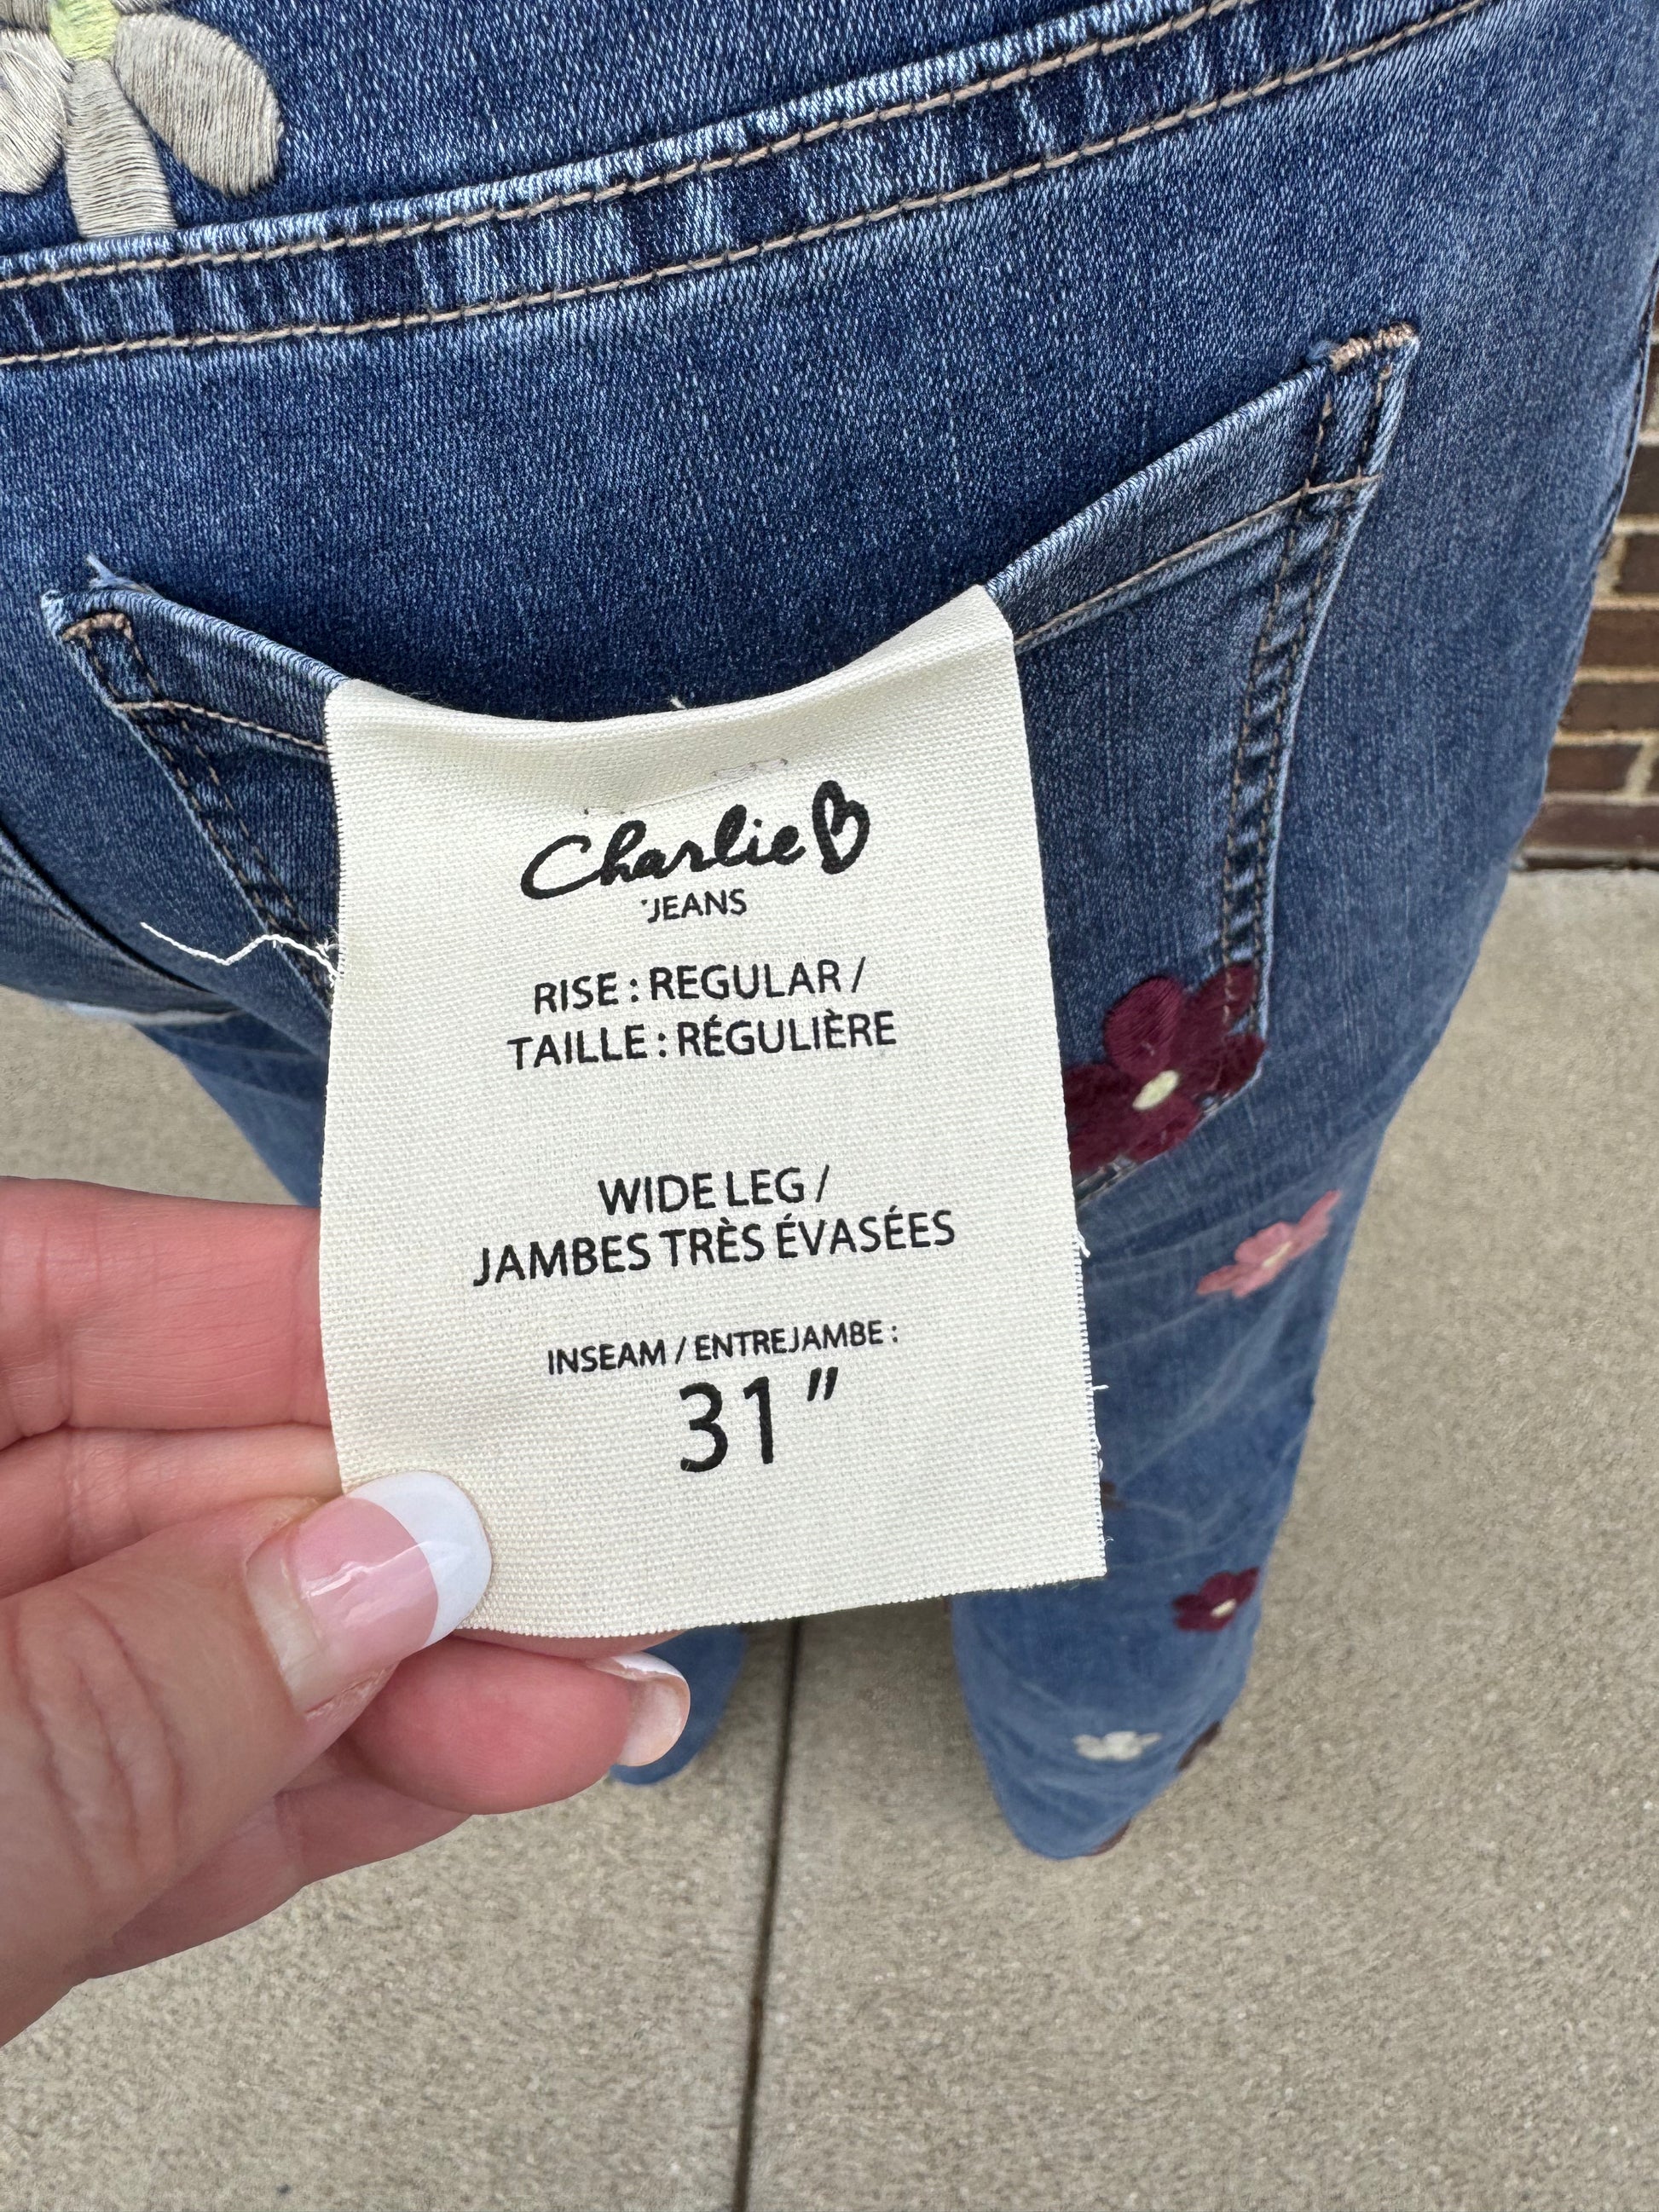 Charlie B
JEANS
RISE : REGULAR /
TAILLE : RÉGULIÈRE
WIDE LEG /
JAMBES TRÈS ÉVASÉES
INSEAM / ENTREJAMBE :
31"